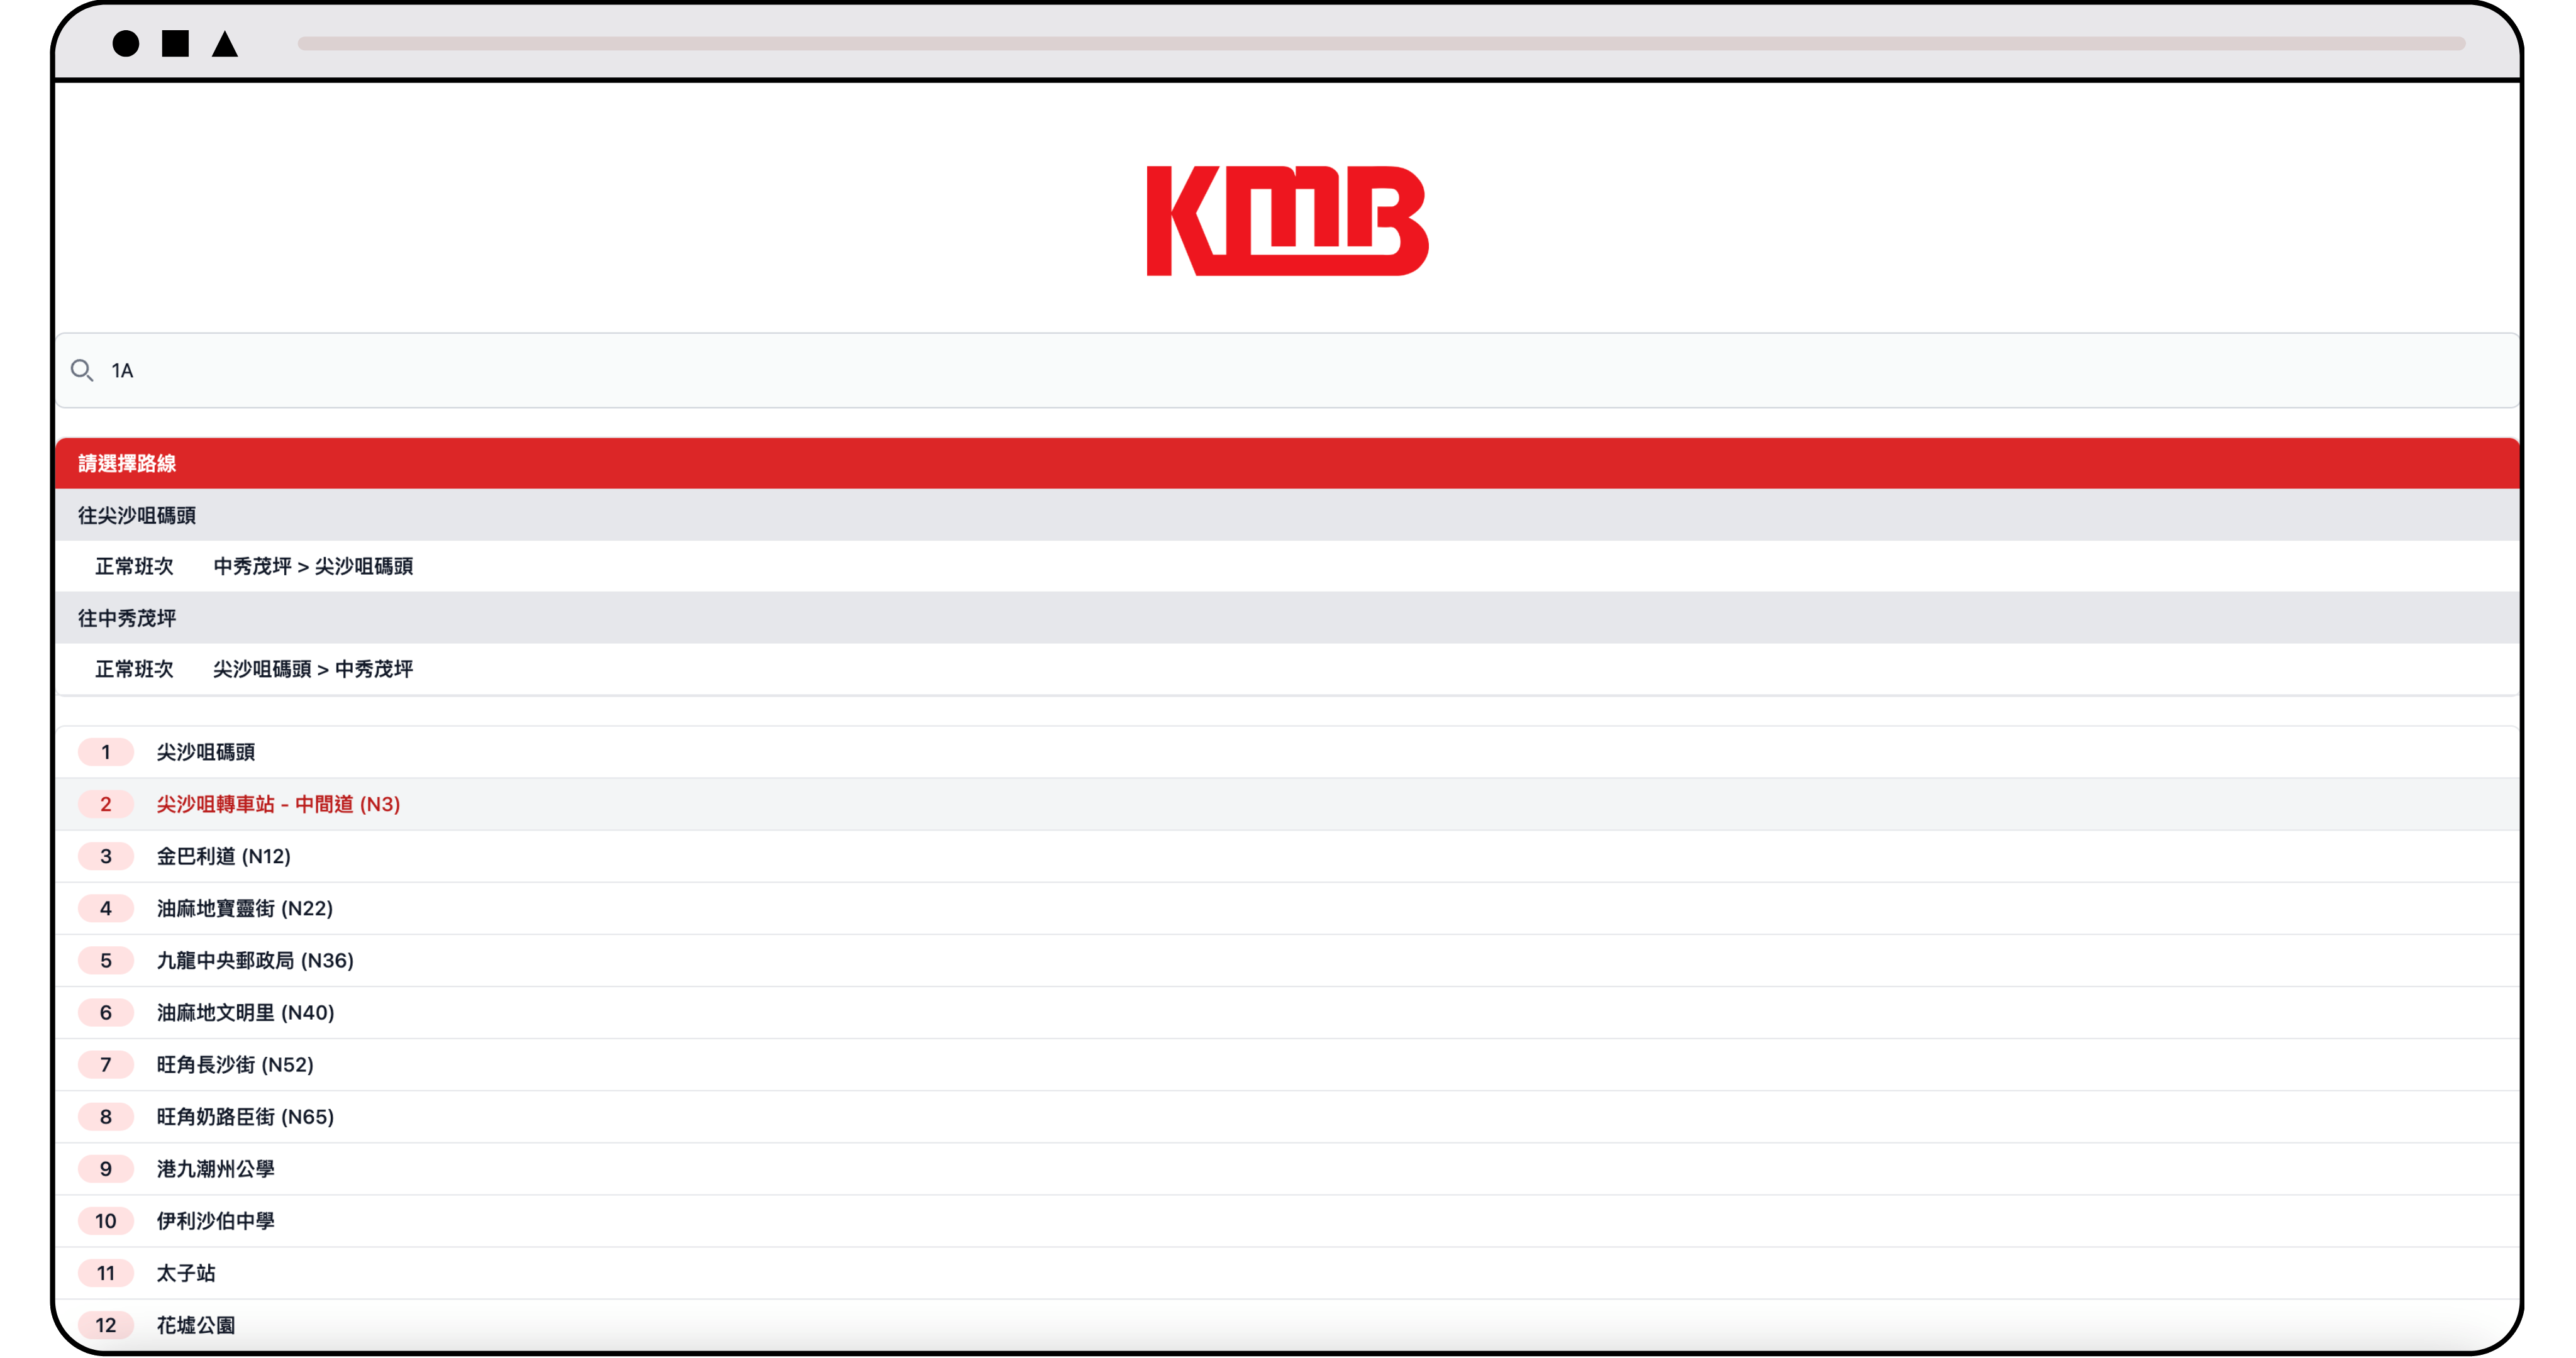 KMB
1A
請選擇路線
往尖沙咀碼頭
正常班次 中秀茂坪 > 尖沙咀碼頭
往中秀茂坪
正常班次 尖沙咀碼頭 > 中秀茂坪
1 尖沙咀碼頭
2 尖沙咀轉車站 - 中間道 (N3)
3 金巴利道 (N12)
4 油麻地寶靈街 (N22)
5 九龍中央郵政局 (N36)
6 油麻地文明里 (N40)
7 旺角長沙街 (N52)
8 旺角奶路臣街 (N65)
9 港九潮州公學
10 伊利沙伯中學
11 太子站
12 花墟公園